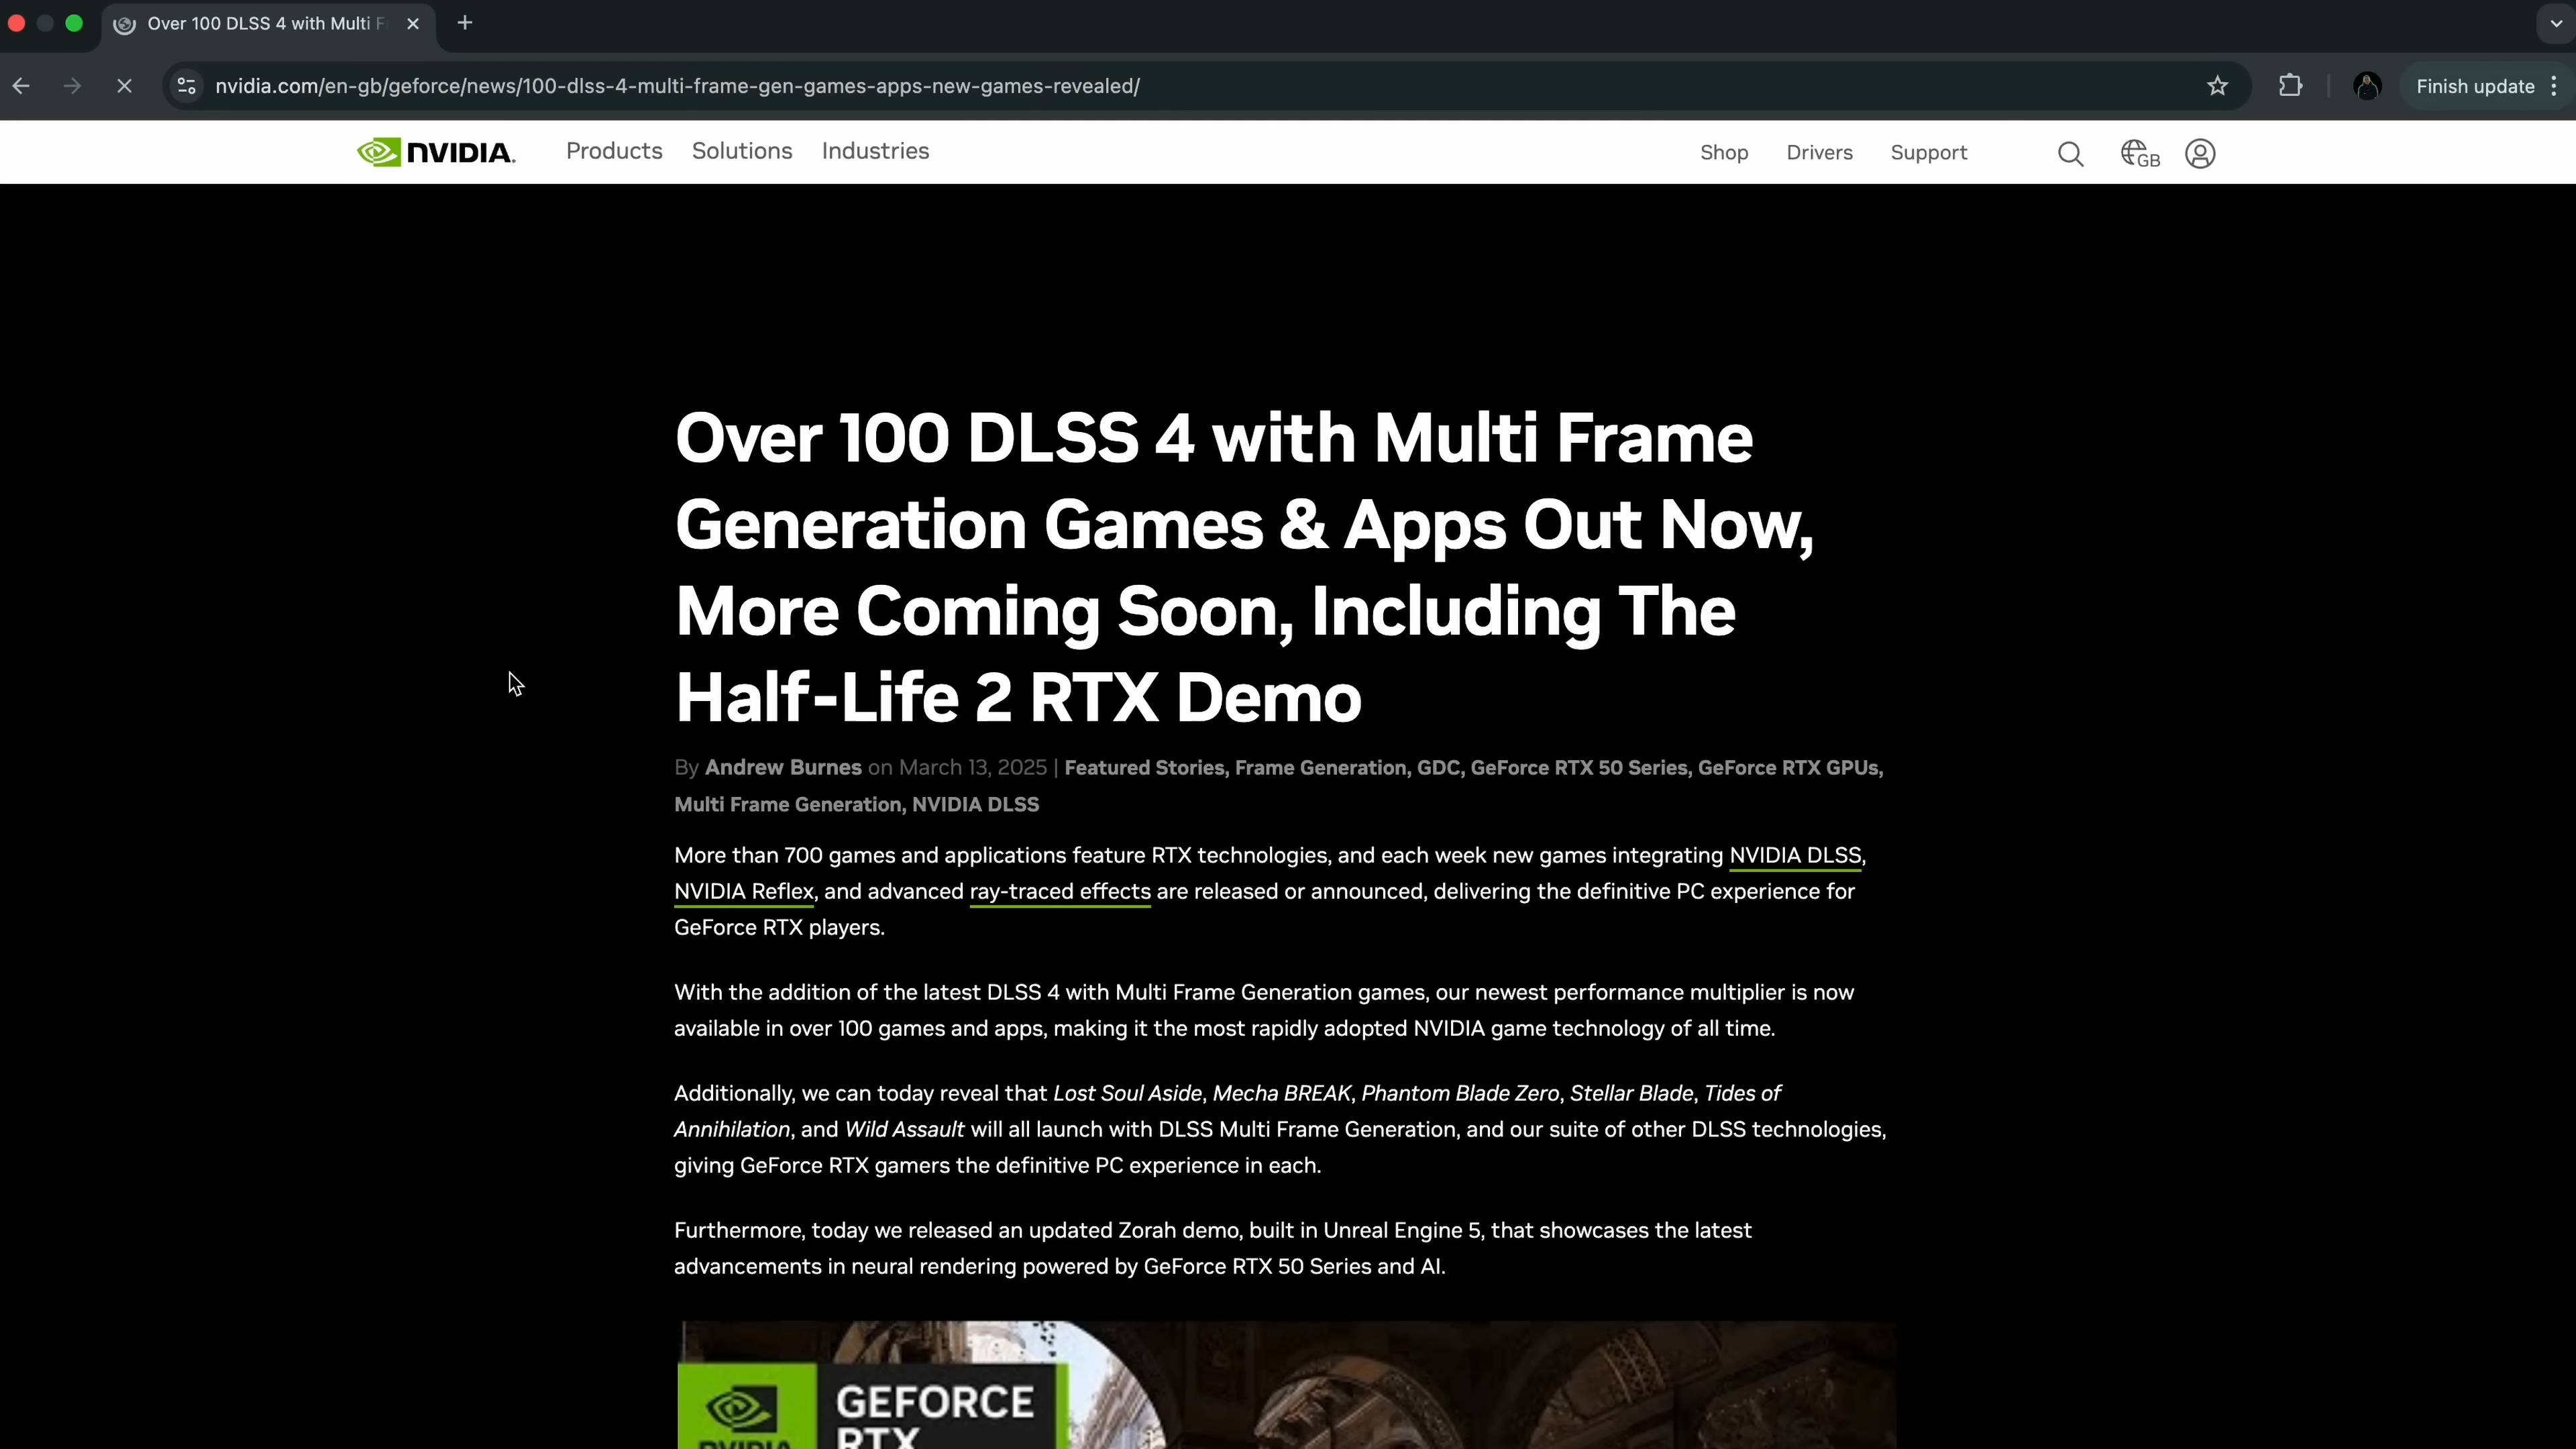 Over 100 DLSS 4 with Multi F
nvidia.com/en-gb/geforce/news/100-dlss-4-multi-frame-gen-games-apps-new-games-revealed/
Finish update
NVIDIA.
Products Solutions Industries
Shop Drivers Support
GB
Over 100 DLSS 4 with Multi Frame
Generation Games & Apps Out Now,
More Coming Soon, Including The
Half-Life 2 RTX Demo
By Andrew Burnes on March 13, 2025 | Featured Stories, Frame Generation, GDC, GeForce RTX 50 Series, GeForce RTX GPUs,
Multi Frame Generation, NVIDIA DLSS
More than 700 games and applications feature RTX technologies, and each week new games integrating NVIDIA DLSS,
NVIDIA Reflex, and advanced ray-traced effects are released or announced, delivering the definitive PC experience for
GeForce RTX players.
With the addition of the latest DLSS 4 with Multi Frame Generation games, our newest performance multiplier is now
available in over 100 games and apps, making it the most rapidly adopted NVIDIA game technology of all time.
Additionally, we can today reveal that Lost Soul Aside, Mecha BREAK, Phantom Blade Zero, Stellar Blade, Tides of
Annihilation, and Wild Assault will all launch with DLSS Multi Frame Generation, and our suite of other DLSS technologies,
giving GeForce RTX gamers the definitive PC experience in each.
Furthermore, today we released an updated Zorah demo, built in Unreal Engine 5, that showcases the latest
advancements in neural rendering powered by GeForce RTX 50 Series and AI.
GEFORCE
RTX
NVIDIA